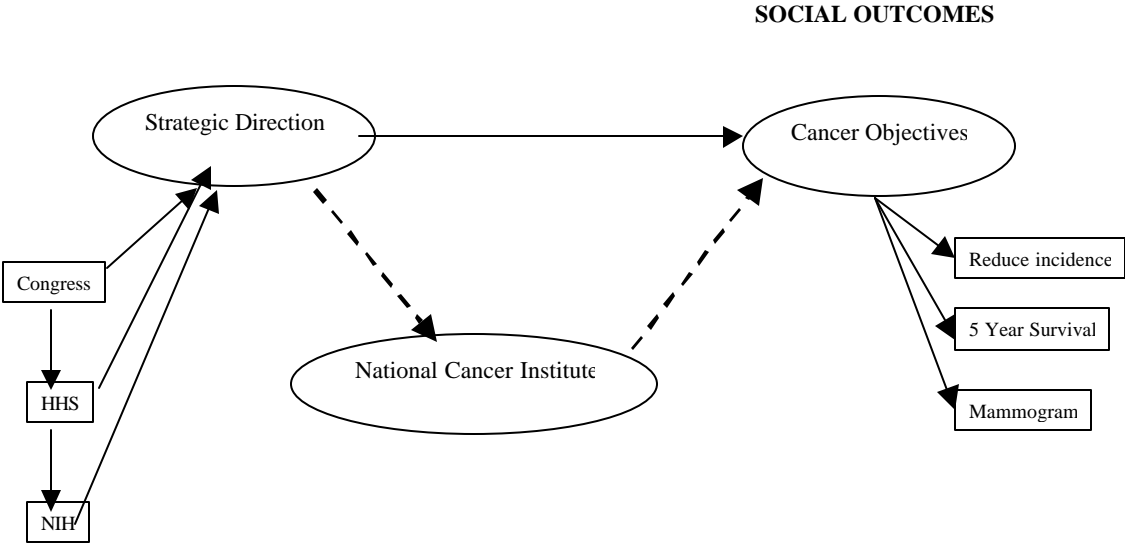 SOCIAL OUTCOMES
Strategic Direction
Cancer Objectives
Congress
Reduce incidence
5 Year Survival
National Cancer Institute
HHS
Mammogram
NIH